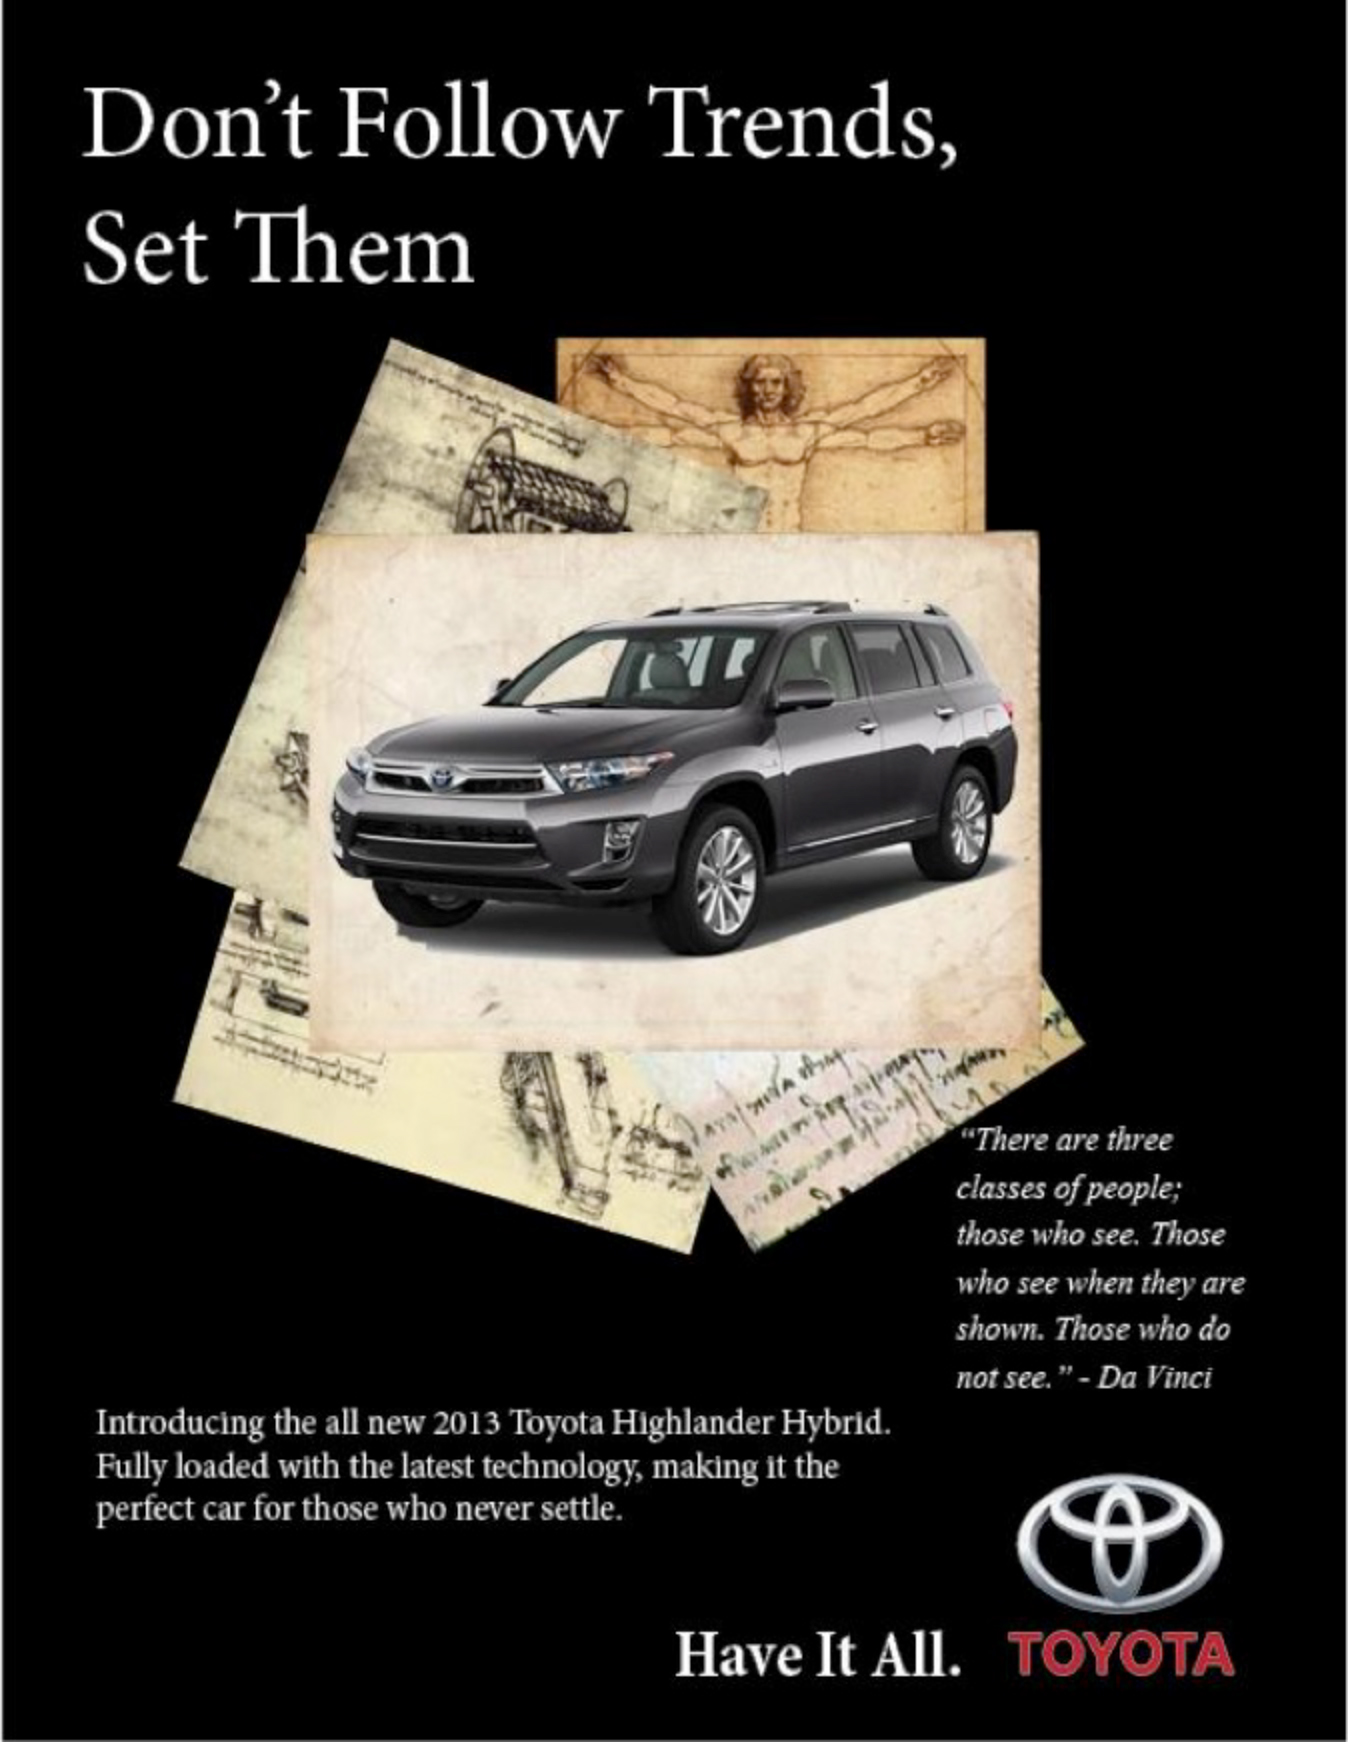 Don’t Follow Trends,
Set Them
“There are three
classes of people;
those who see. Those
who see when they are
shown. Those who do
not see.” - Da Vinci
Introducing the all new 2013 Toyota Highlander Hybrid.
Fully loaded with the latest technology, making it the
perfect car for those who never settle.
Have It All.
TOYOTA